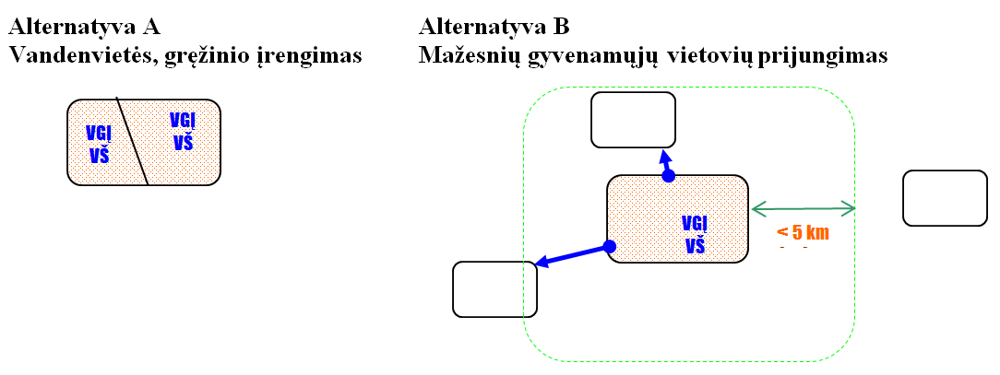 Alternatyva A
Vandenvietės, gręžinio įrengimas
VGĮ
VŠ
VGĮ
VŠ
Alternatyva B
Mažesnių gyvenamųjų vietovių prijungimas
VGĮ
VŠ
< 5 km